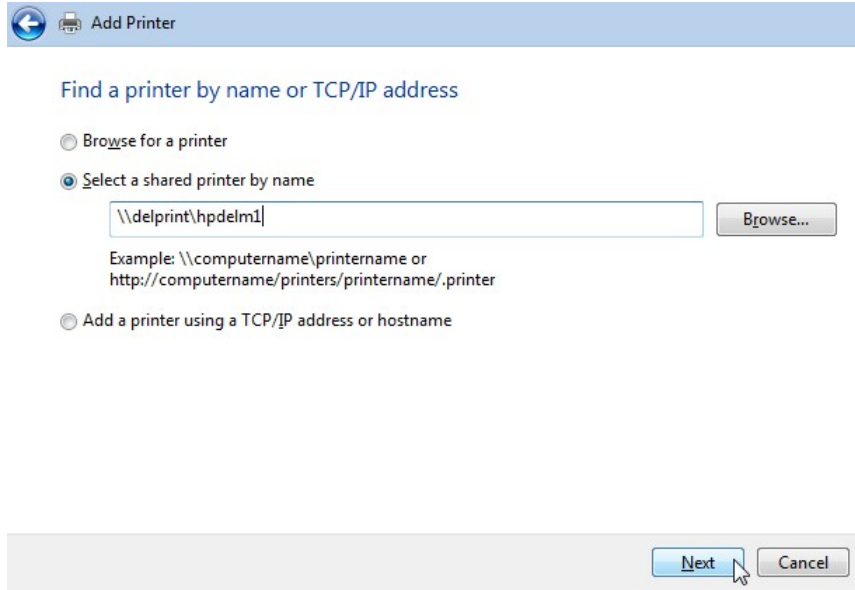 Add Printer
Find a printer by name or TCP/IP address
Browse for a printer
Select a shared printer by name
\\delprint\hpdelm1
Browse...
Example: \\computername\printername or
http://computername/printers/printername/.printer
Add a printer using a TCP/IP address or hostname
Next
Cancel